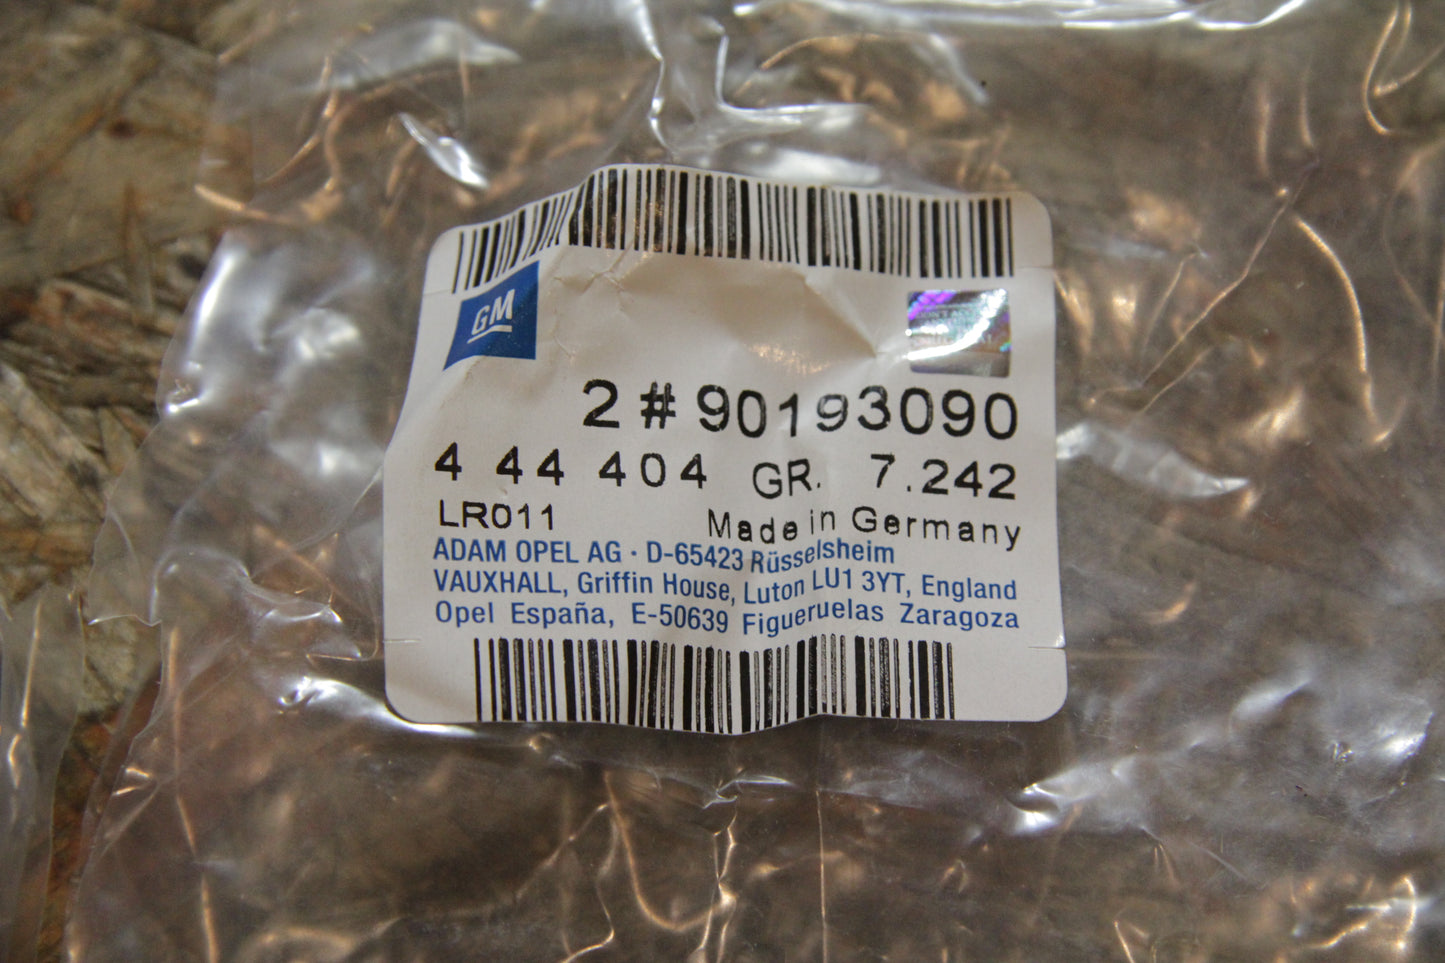 GM
2 # 90193090
4 44 404 GR. 7.242
LR011 Made in Germany
ADAM OPEL AG · D-65423 Rüsselsheim
VAUXHALL, Griffin House, Luton LU1 3YT, England
Opel España, E-50639 Figueruelas Zaragoza